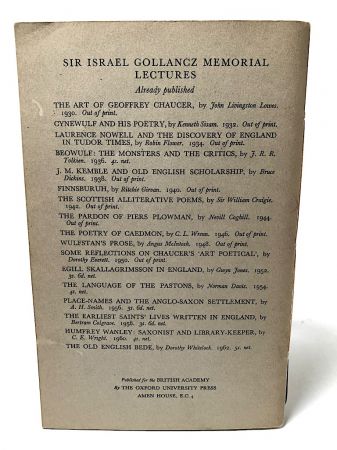 SIR ISRAEL GOLLANCZ MEMORIAL
LECTURES
Already published
THE ART OF GEOFFREY CHAUCER, by John Livingston Lowes.
1930. Out of print.
CYNEWULF AND HIS POETRY, by Kenneth Sisam. 1932. Out of print.
LAURENCE NOWELL AND THE DISCOVERY OF ENGLAND
IN TUDOR TIMES, by Robin Flower. 1934. Out of print.
BEOWULF: THE MONSTERS AND THE CRITICS, by J. R. R.
Tolkien. 1936. 4s. net.
J. M. KEMBLE AND OLD ENGLISH SCHOLARSHIP, by Bruce
Dickins. 1938. Out of print.
FINNSBURUH, by Ritchie Girvan. 1940. Out of print.
THE SCOTTISH ALLITERATIVE POEMS, by Sir William Craigie.
1942. Out of print.
THE PARDON OF PIERS PLOWMAN, by Nevill Coghill. 1944.
Out of print.
THE POETRY OF CAEDMON, by C. L. Wrenn. 1946. Out of print.
WULFSTAN'S PROSE, by Angus McIntosh. 1948. Out of print.
SOME REFLECTIONS ON CHAUCER'S 'ART POETICAL', by
Dorothy Everett. 1950. Out of print.
EGILL SKALLAGRIMSSON IN ENGLAND, by Gwyn Jones. 1952.
3s. 6d. net.
THE LANGUAGE OF THE PASTONS, by Norman Davis. 1954.
4s. net.
PLACE-NAMES AND THE ANGLO-SAXON SETTLEMENT, by
A. H. Smith. 1956. 3s. 6d. net.
THE EARLIEST SAINTS' LIVES WRITTEN IN ENGLAND, by
Bertram Colgrave. 1958. 3s. 6d. net.
HUMFREY WANLEY: SAXONIST AND LIBRARY-KEEPER, by
C. E. Wright. 1960. 4s. net.
THE OLD ENGLISH BEDE, by Dorothy Whitelock. 1962. 5s. net.
Published for the BRITISH ACADEMY
By THE OXFORD UNIVERSITY PRESS
AMEN HOUSE, E.C. 4